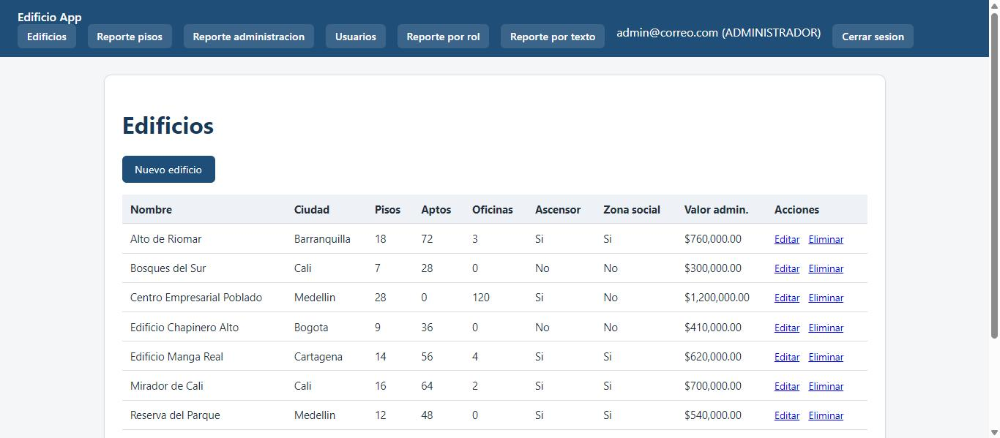 Edificio App
Edificios Reporte pisos Reporte administracion Usuarios Reporte por rol Reporte por texto admin@correo.com (ADMINISTRADOR) Cerrar sesion
Edificios
Nuevo edificio
Nombre Ciudad Pisos Aptos Oficinas Ascensor Zona social Valor admin. Acciones
Alto de Riomar Barranquilla 18 72 3 Si Si $760,000.00 Editar Eliminar
Bosques del Sur Cali 7 28 0 No No $300,000.00 Editar Eliminar
Centro Empresarial Poblado Medellin 28 0 120 Si No $1,200,000.00 Editar Eliminar
Edificio Chapinero Alto Bogota 9 36 0 No No $410,000.00 Editar Eliminar
Edificio Manga Real Cartagena 14 56 4 Si Si $620,000.00 Editar Eliminar
Mirador de Cali Cali 16 64 2 Si Si $700,000.00 Editar Eliminar
Reserva del Parque Medellin 12 48 0 Si Si $540,000.00 Editar Eliminar